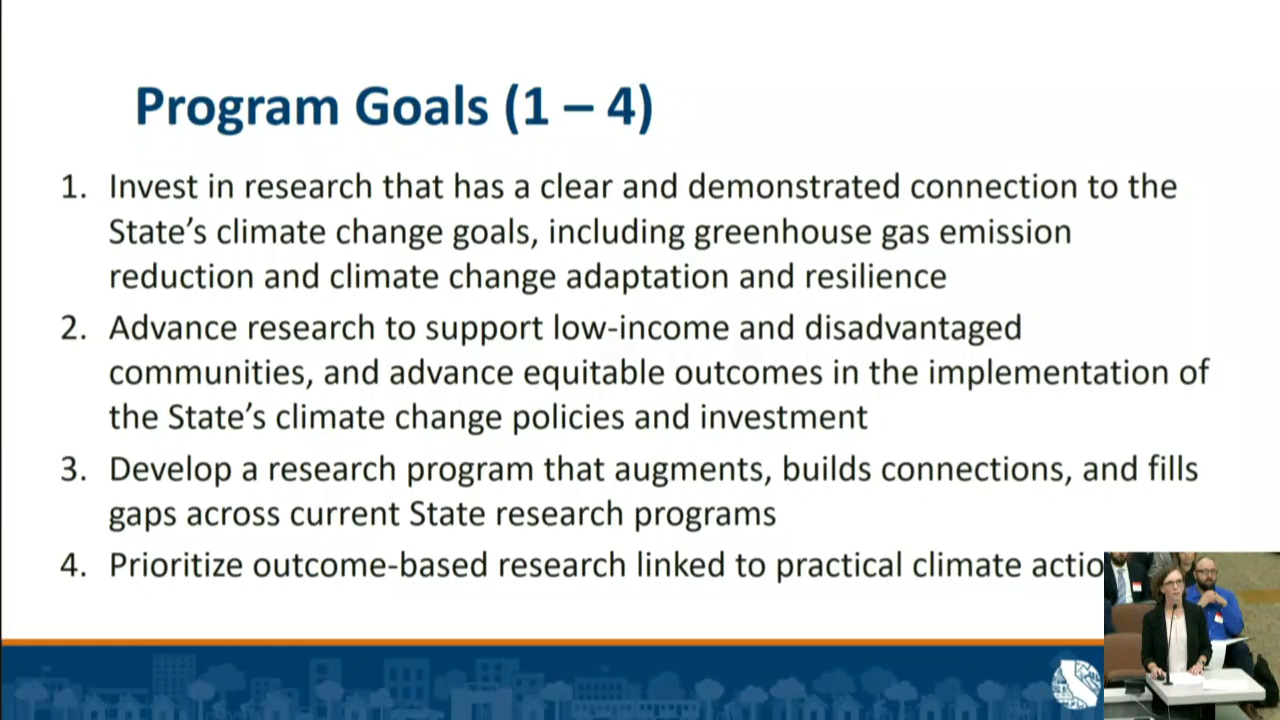 Program Goals (1 – 4)
1. Invest in research that has a clear and demonstrated connection to the
State’s climate change goals, including greenhouse gas emission
reduction and climate change adaptation and resilience
2. Advance research to support low-income and disadvantaged
communities, and advance equitable outcomes in the implementation of
the State’s climate change policies and investment
3. Develop a research program that augments, builds connections, and fills
gaps across current State research programs
4. Prioritize outcome-based research linked to practical climate actio